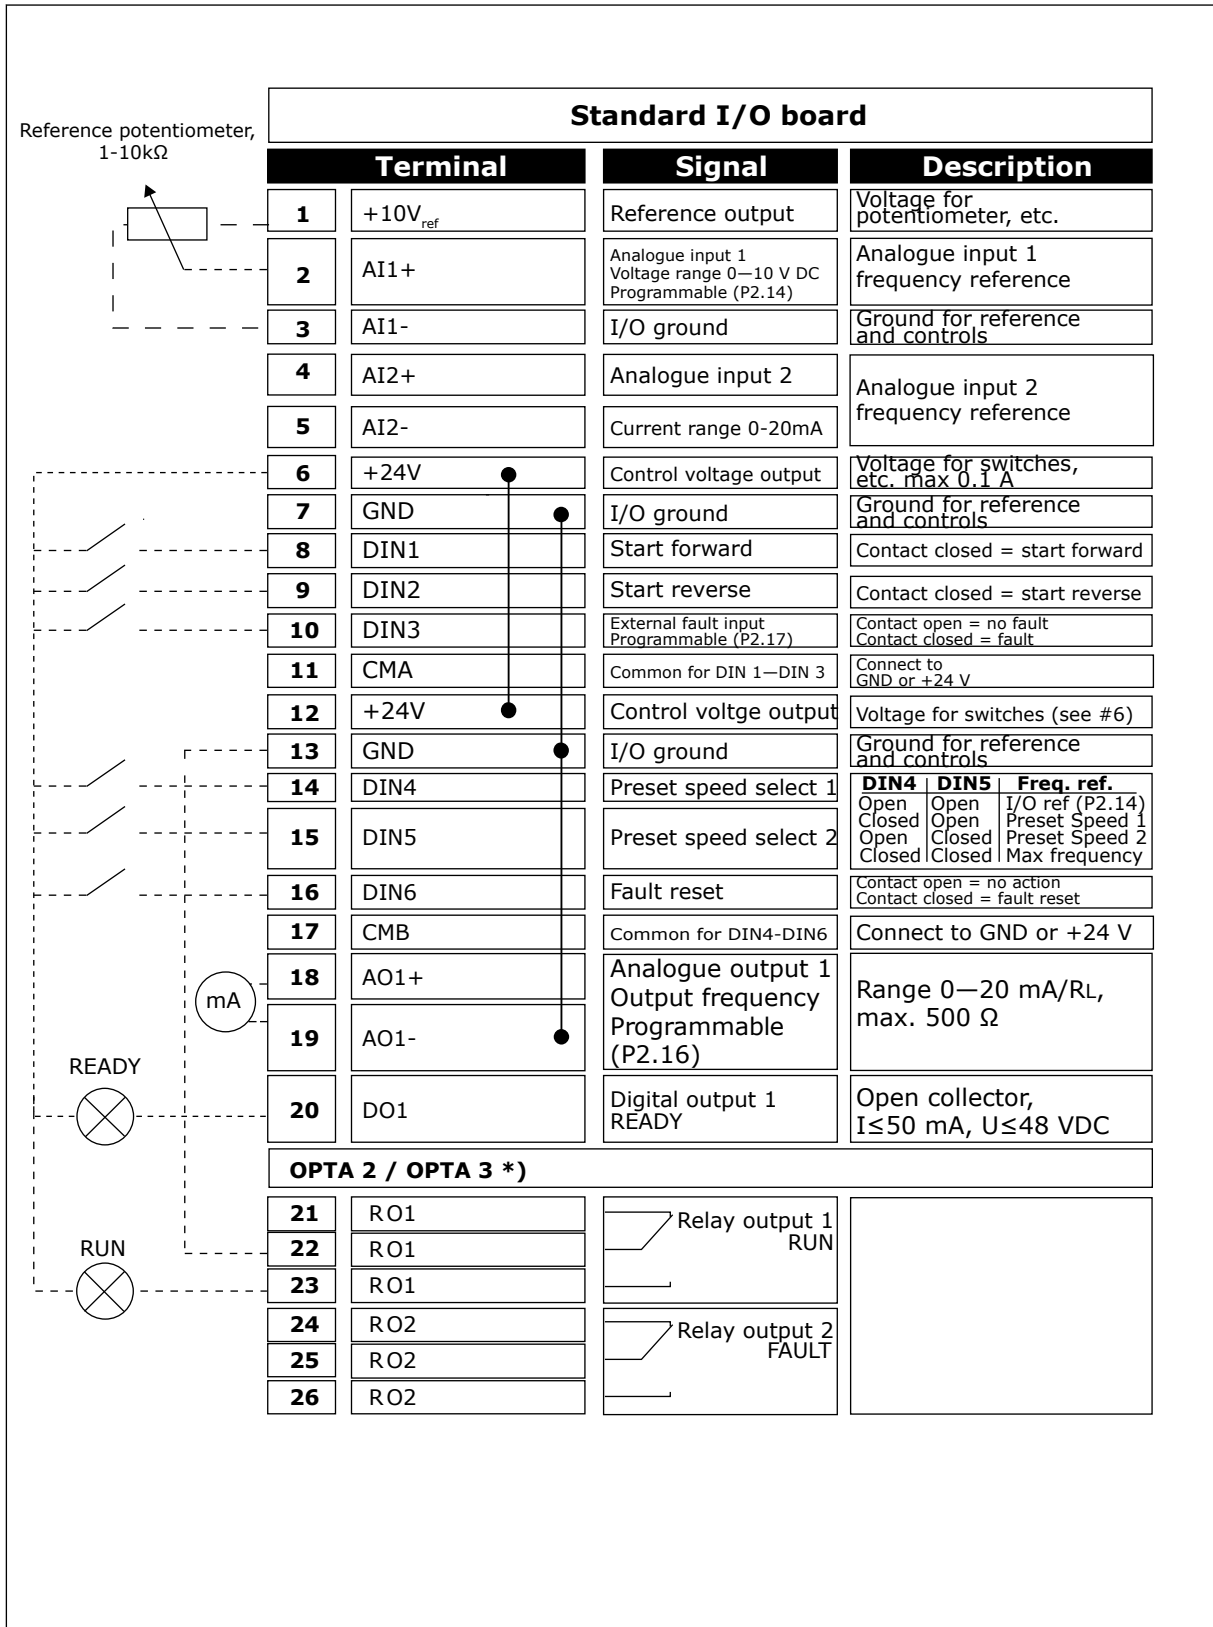 Standard I/O board
Reference potentiometer,
1-10kΩ
Terminal Signal Description
1 +10Vref Reference output Voltage for
potentiometer, etc.
2 AI1+ Analogue input 1
Voltage range 0—10 V DC
Programmable (P2.14)
Analogue input 1
frequency reference
3 AI1- I/O ground Ground for reference
and controls
4 AI2+ Analogue input 2
Analogue input 2
frequency reference
5 AI2- Current range 0-20mA
6 +24V Control voltage output Voltage for switches,
etc. max 0.1 A
7 GND I/O ground Ground for reference
and controls
8 DIN1 Start forward Contact closed = start forward
9 DIN2 Start reverse Contact closed = start reverse
10 DIN3 External fault input
Programmable (P2.17)
Contact open = no fault
Contact closed = fault
11 CMA Common for DIN 1—DIN 3 Connect to
GND or +24 V
12 +24V Control voltge output Voltage for switches (see #6)
13 GND I/O ground Ground for reference
and controls
14 DIN4 Preset speed select 1
DIN4 DIN5 Freq. ref.
Open Open I/O ref (P2.14)
Closed Open Preset Speed 1
Open Closed Preset Speed 2
Closed Closed Max frequency
15 DIN5 Preset speed select 2
16 DIN6 Fault reset Contact open = no action
Contact closed = fault reset
17 CMB Common for DIN4-DIN6 Connect to GND or +24 V
mA
18 AO1+ Analogue output 1
Output frequency
Programmable
(P2.16)
Range 0—20 mA/RL,
max. 500 Ω
19 AO1-
READY
20 DO1 Digital output 1
READY
Open collector,
I≤50 mA, U≤48 VDC
OPTA 2 / OPTA 3 *)
21 RO1 Relay output 1
RUN
RUN
22 RO1
23 RO1
24 RO2 Relay output 2
FAULT
25 RO2
26 RO2